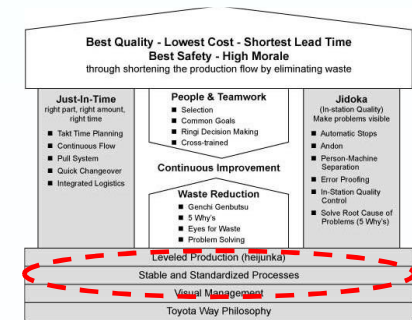 Best Quality - Lowest Cost - Shortest Lead Time
Best Safety - High Morale
through shortening the production flow by eliminating waste
Just-In-Time
right part, right amount,
right time
Takt Time Planning
Continuous Flow
Pull System
Quick Changeover
Integrated Logistics
People & Teamwork
Selection
Common Goals
Ringi Decision Making
Cross-trained
Continuous Improvement
Waste Reduction
Genchi Genbutsu
5 Why's
Eyes for Waste
Problem Solving
Jidoka
(In-station Quality)
Make problems visible
Automatic Stops
Andon
Person-Machine
Separation
Error Proofing
In-Station Quality
Control
Solve Root Cause of
Problems (5 Why's)
Leveled Production (heijunka)
Stable and Standardized Processes
Visual Management
Toyota Way Philosophy